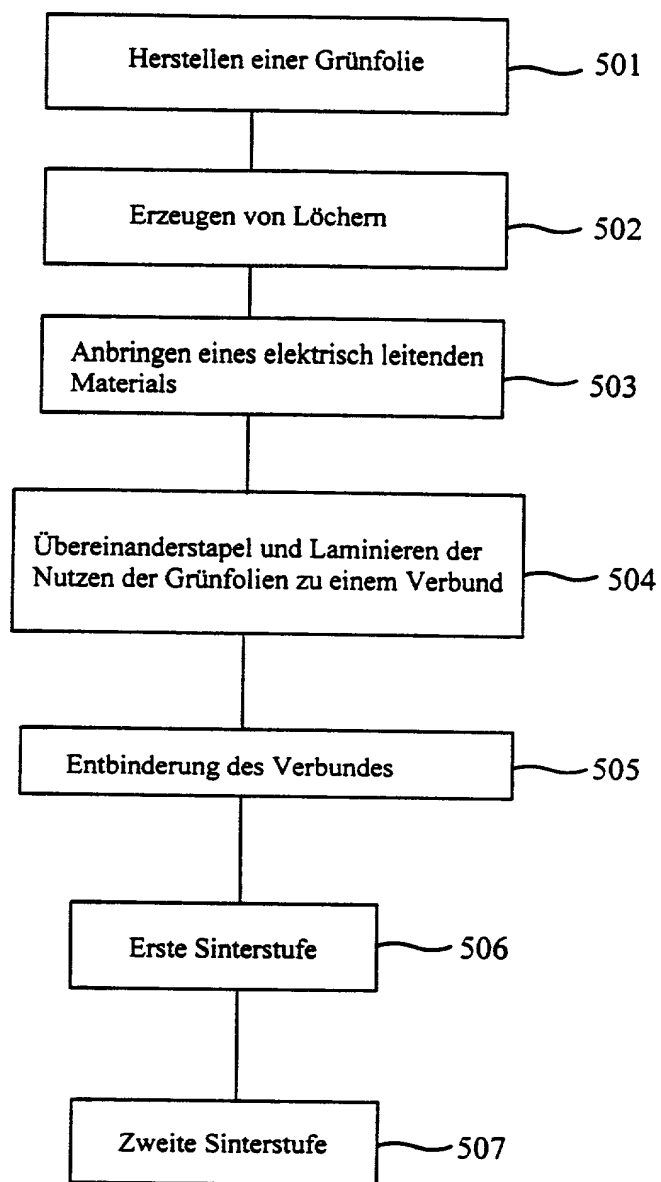 Herstellen einer Grünfolie
501
Erzeugen von Löchern
502
Anbringen eines elektrisch leitenden
Materials
503
Übereinanderstapel und Laminieren der
Nutzen der Grünfolien zu einem Verbund
504
Entbinderung des Verbundes
505
Erste Sinterstufe
506
Zweite Sinterstufe
507